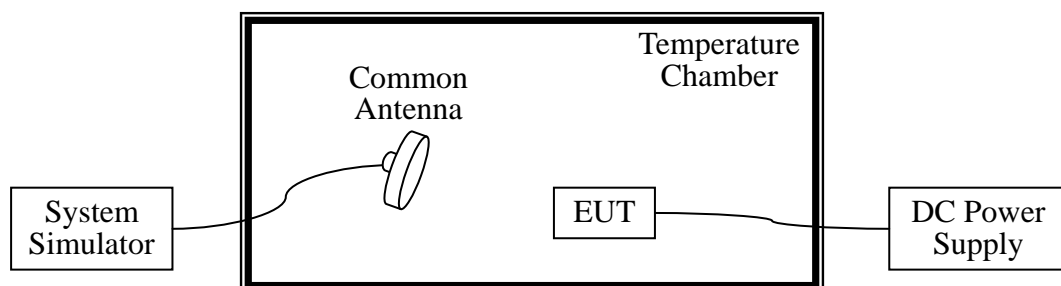 Temperature
Chamber
Common
Antenna
System
Simulator
EUT
DC Power
Supply